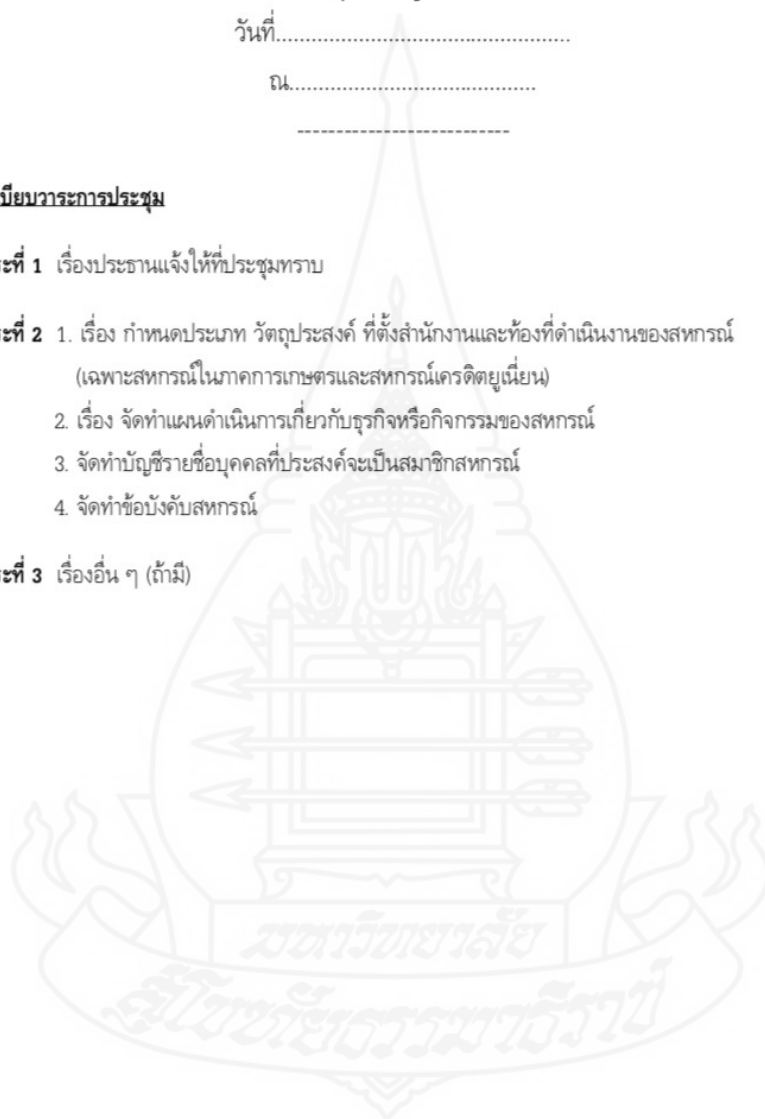 วันที่.................................................
ณ.........................................
---------------------------
เบียบวาระการประชุม
ะที่ 1 เรื่องประธานแจ้งให้ที่ประชุมทราบ
ะที่ 2 1. เรื่อง กำหนดประเภท วัตถุประสงค์ ที่ตั้งสำนักงานและท้องที่ดำเนินงานของสหกรณ์
(เฉพาะสหกรณ์ในภาคการเกษตรและสหกรณ์เครดิตยูเนี่ยน)
2. เรื่อง จัดทำแผนดำเนินการเกี่ยวกับธุรกิจหรือกิจกรรมของสหกรณ์
3. จัดทำบัญชีรายชื่อบุคคลที่ประสงค์จะเป็นสมาชิกสหกรณ์
4. จัดทำข้อบังคับสหกรณ์
ะที่ 3 เรื่องอื่น ๆ (ถ้ามี)
มหาวิทยาลัย
สุโขทัยธรรมาธิราช